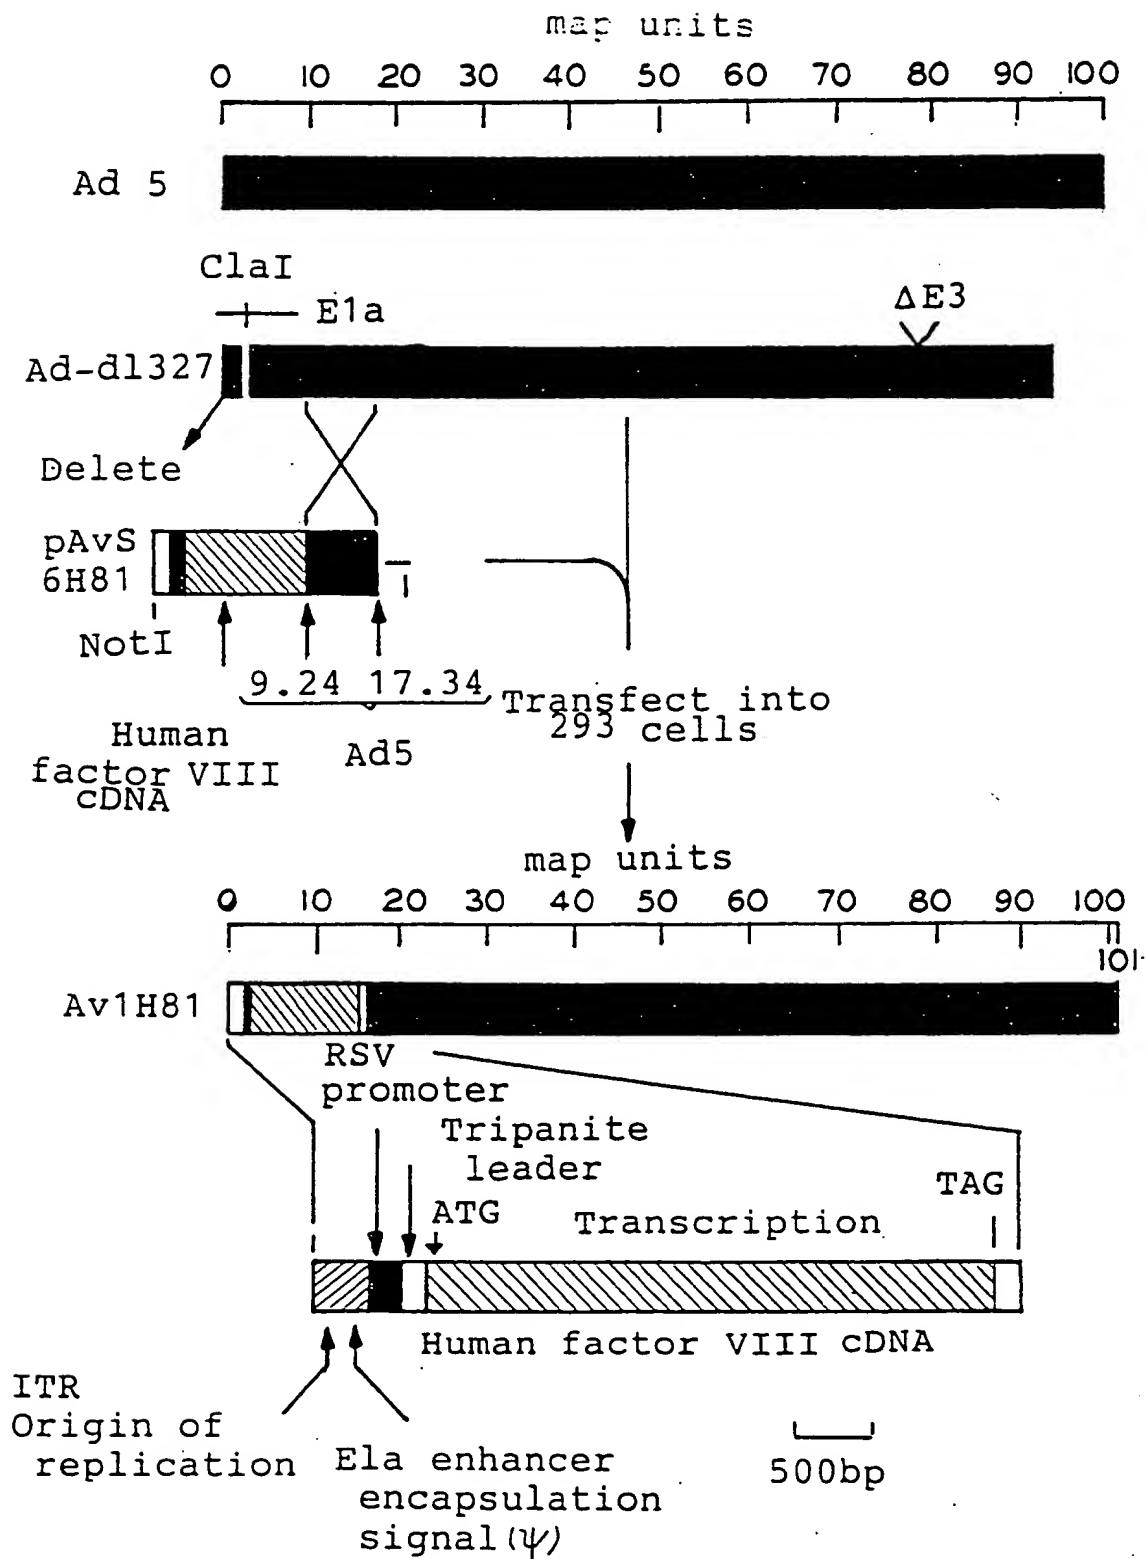 map units
0 10 20 30 40 50 60 70 80 90 100
Ad 5
ClaI
E1a
ΔE3
Ad-dl327
Delete
pAvS
6H81
NotI
9.24 17.34
Human
factor VIII
cDNA
Ad5
Transfect into
293 cells
map units
0 10 20 30 40 50 60 70 80 90 100
101
Av1H81
RSV
promoter
Tripanite
leader
ATG
Transcription
TAG
Human factor VIII cDNA
ITR
Origin of
replication
Ela enhancer
encapsulation
signal(ψ)
500bp